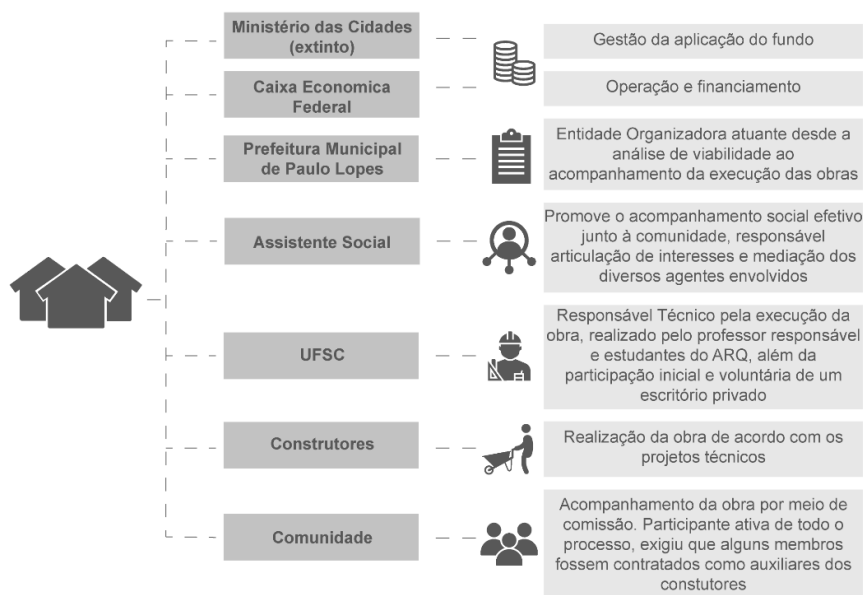 Ministério das Cidades
(extinto)
Gestão da aplicação do fundo
Caixa Economica
Federal
Operação e financiamento
Prefeitura Municipal
de Paulo Lopes
Entidade Organizadora atuante desde a
análise de viabilidade ao
acompanhamento da execução das obras
Assistente Social
Promove o acompanhamento social efetivo
junto à comunidade, responsável
articulação de interesses e mediação dos
diversos agentes envolvidos
UFSC
Responsável Técnico pela execução da
obra, realizado pelo professor responsável
e estudantes do ARQ, além da
participação inicial e voluntária de um
escritório privado
Construtores
Realização da obra de acordo com os
projetos técnicos
Comunidade
Acompanhamento da obra por meio de
comissão. Participante ativa de todo o
processo, exigiu que alguns membros
fossem contratados como auxiliares dos
constutores